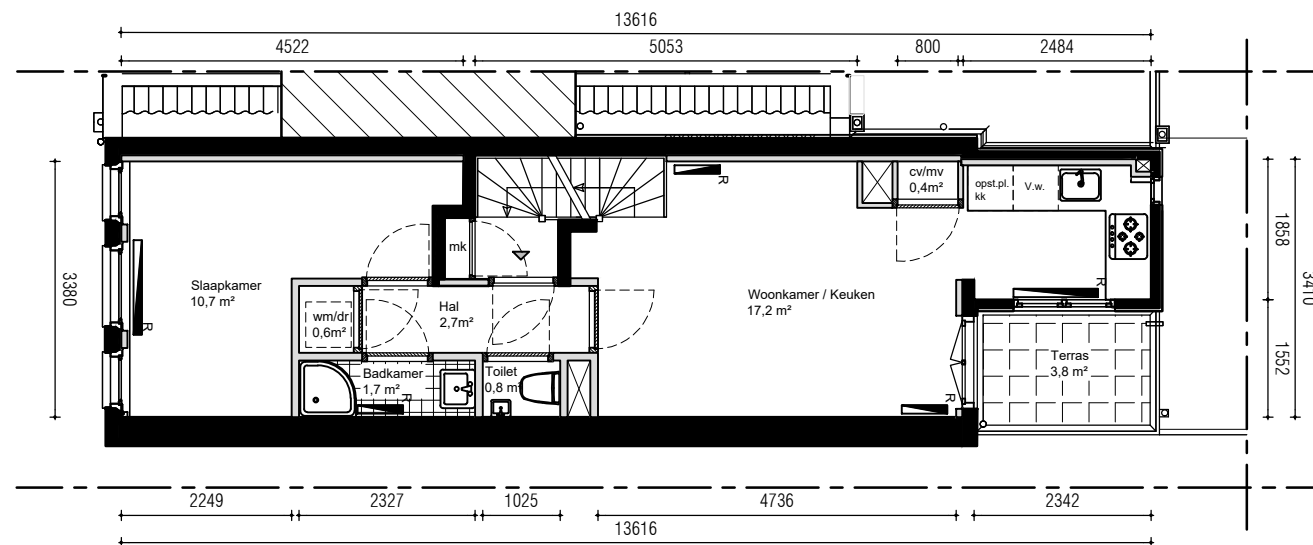 13616
4522
5053
800
2484
cv/mv
0,4m²
opst.pl.
kk
V.w.
R
mk
1858
3380
3410
Slaapkamer
10,7 m²
Woonkamer / Keuken
17,2 m²
R
R
Hal
2,7m²
wm/dr
0,6m²
Terras
3,8 m²
1552
Badkamer
1,7 m²
Toilet
0,8 m²
R
R
2249
2327
1025
4736
2342
13616